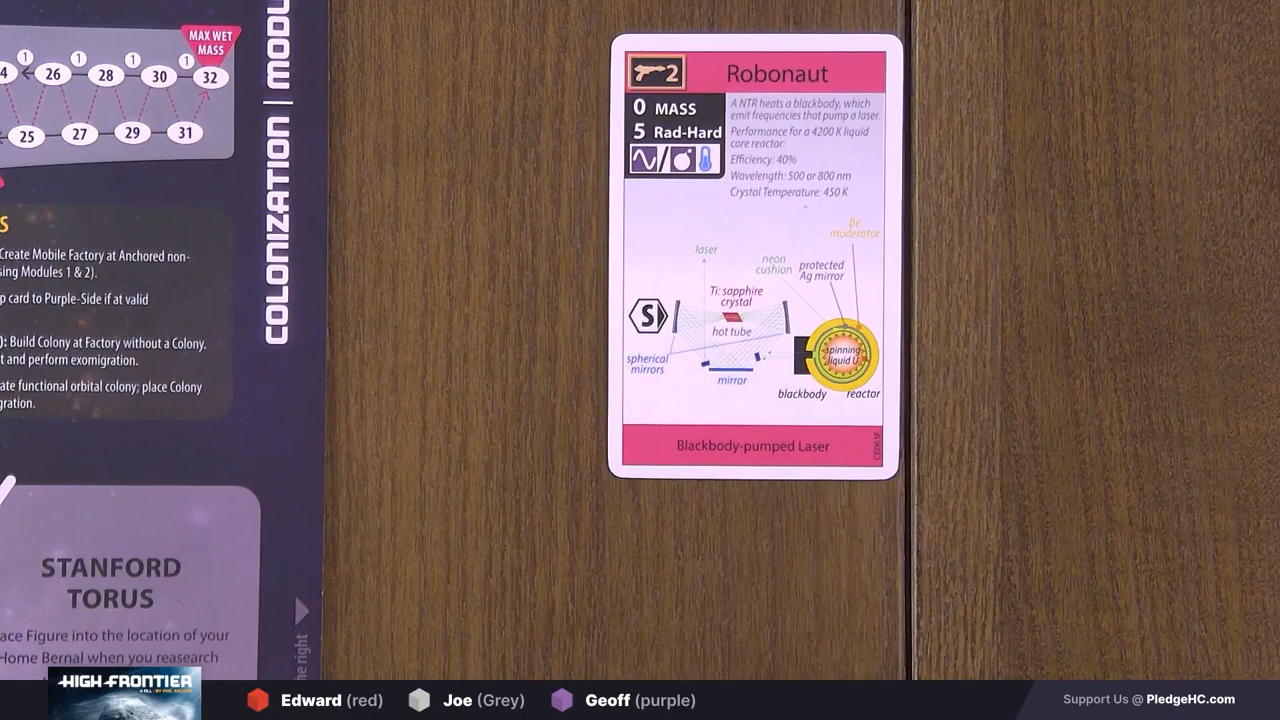 MAX WET
MASS
1
1
1
1
4
26
28
30
32
25
27
29
31
COLONIZATION | MODU
S
Create Mobile Factory at Anchored non-
sing Modules 1 & 2).
p card to Purple-Side if at valid
): Build Colony at Factory without a Colony.
t and perform exomigration.
ate functional orbital colony; place Colony
gration.
STANFORD
TORUS
ace Figure into the location of your
Home Bernal when you reasearch
he right
2
Robonaut
0 MASS
5 Rad-Hard
A NTR heats a blackbody, which
emit frequencies that pump a laser.
Performance for a 4200 K liquid
core reactor:
Efficiency: 40%
Wavelength: 500 or 800 nm
Crystal Temperature: 450 K
Be
moderator
laser
neon
cushion
protected
Ag mirror
Ti: sapphire
crystal
S
hot tube
spherical
mirrors
spinning
liquid U
mirror
blackbody
reactor
Blackbody-pumped Laser
HIGH FRONTIER
4 ALL
Edward (red)
Joe (Grey)
Geoff (purple)
Support Us @ PledgeHC.com